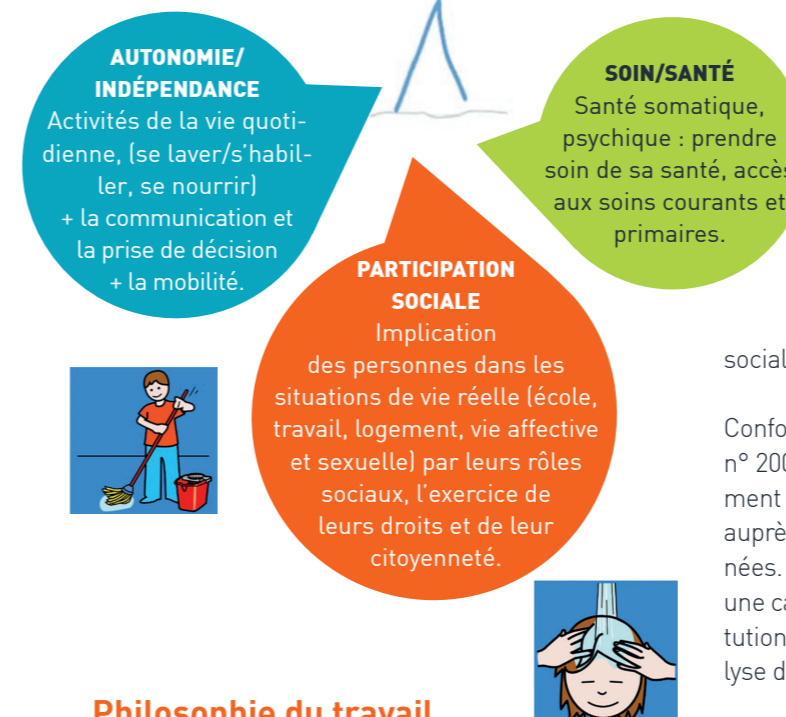 AUTONOMIE/
INDÉPENDANCE
Activités de la vie quoti-
dienne, (se laver/s'habil-
ler, se nourrir)
+ la communication et
la prise de décision
+ la mobilité.
SOIN/SANTÉ
Santé somatique,
psychique : prendre
soin de sa santé, accès
aux soins courants et
primaires.
PARTICIPATION
SOCIALE
Implication
des personnes dans les
situations de vie réelle (école,
travail, logement, vie affective
et sexuelle) par leurs rôles
sociaux, l'exercice de
leurs droits et de leur
citoyenneté.
social
Confo
n° 200
ment
auprè
nées.
une ca
tution
lyse d
Philosophie du travail